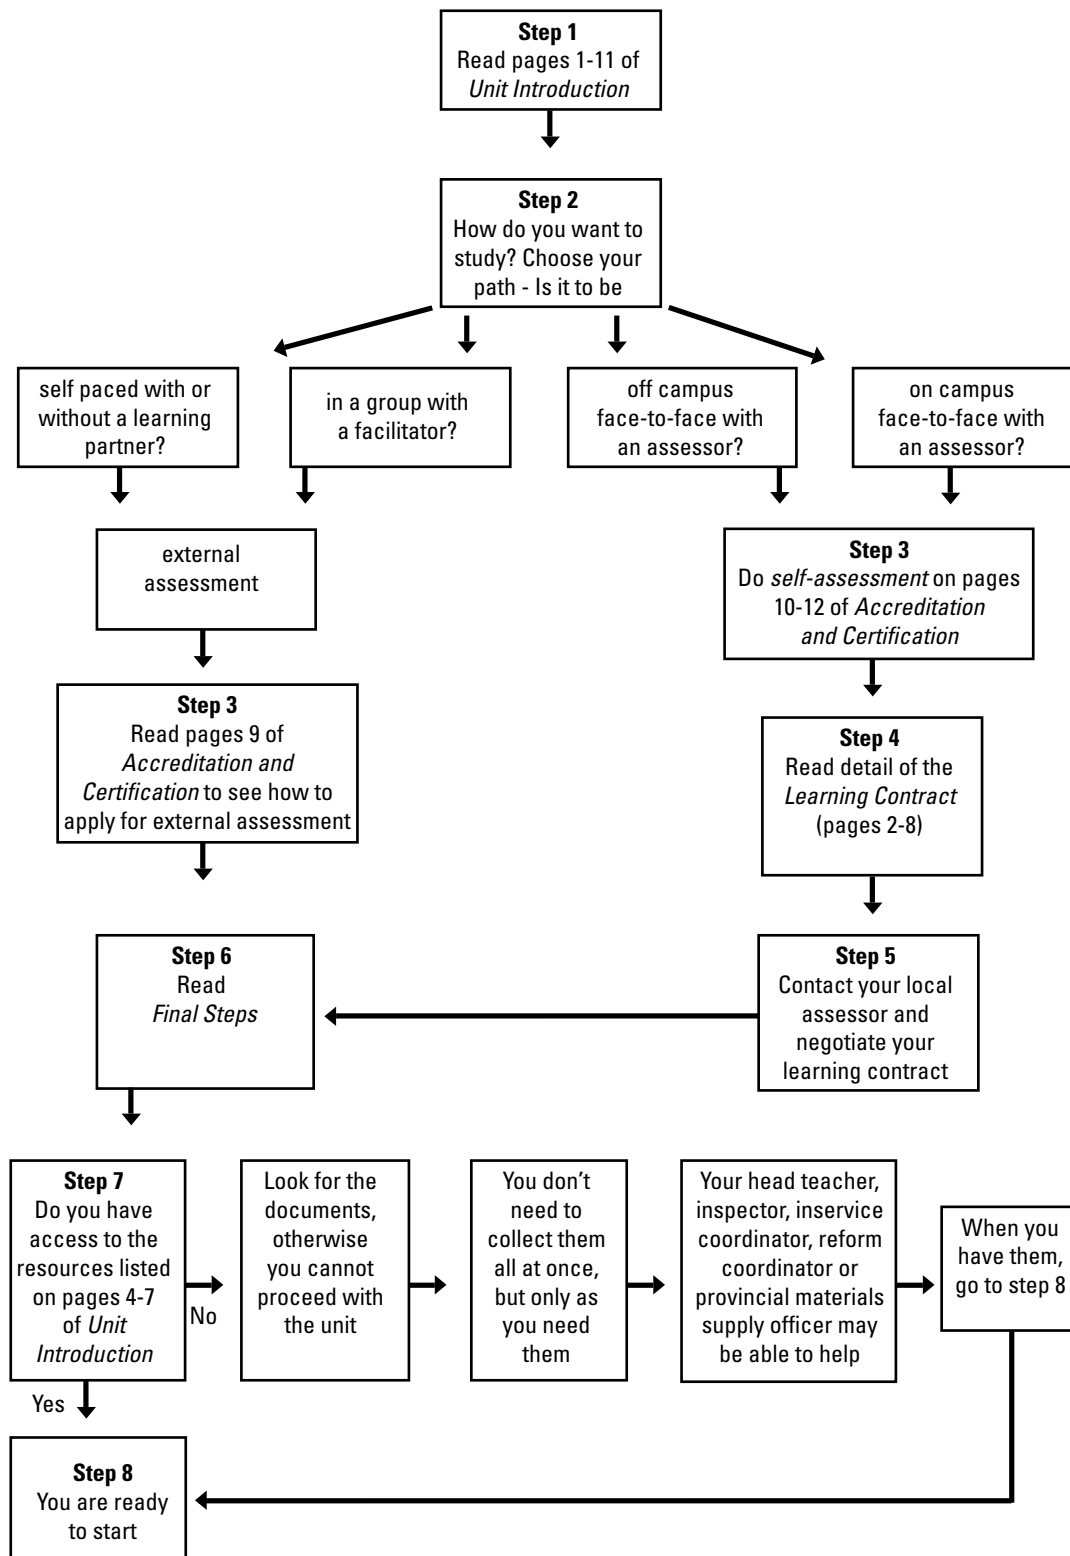 Step 1
Read pages 1-11 of
Unit Introduction
Step 2
How do you want to
study? Choose your
path - Is it to be
self paced with or
without a learning
partner?
in a group with
a facilitator?
off campus
face-to-face with
an assessor?
on campus
face-to-face with
an assessor?
external
assessment
Step 3
Read pages 9 of
Accreditation and
Certification to see how to
apply for external assessment
Step 3
Do self-assessment on pages
10-12 of Accreditation
and Certification
Step 4
Read detail of the
Learning Contract
(pages 2-8)
Step 5
Contact your local
assessor and
negotiate your
learning contract
Step 6
Read
Final Steps
Step 7
Do you have
access to the
resources listed
on pages 4-7
of Unit
Introduction
No
Look for the
documents,
otherwise
you cannot
proceed with
the unit
You don't
need to
collect them
all at once,
but only as
you need
them
Your head teacher,
inspector, inservice
coordinator, reform
coordinator or
provincial materials
supply officer may
be able to help
When you
have them,
go to step 8
Yes
Step 8
You are ready
to start